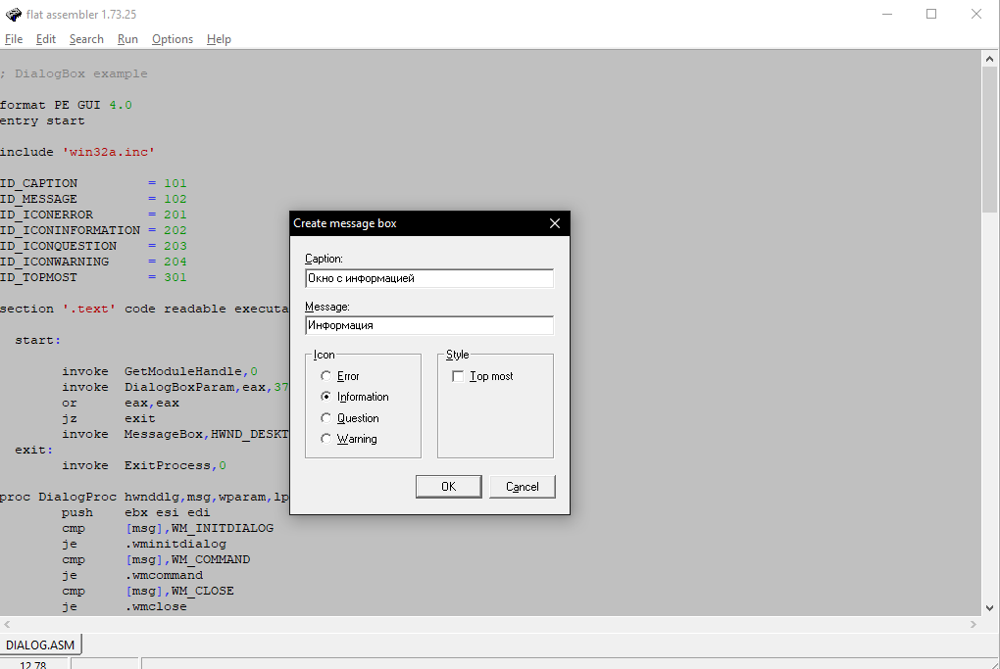 flat assembler 1.73.25
File Edit Search Run Options Help
; DialogBox example
format PE GUI 4.0
entry start
include 'win32a.inc'
ID_CAPTION = 101
ID_MESSAGE = 102
ID_ICONERROR = 201
ID_ICONINFORMATION = 202
ID_ICONQUESTION = 203
ID_ICONWARNING = 204
ID_TOPMOST = 301
section '.text' code readable executa
start:
invoke GetModuleHandle,0
invoke DialogBoxParam,eax,37
or eax,eax
jz exit
invoke MessageBox,HWND_DESKT
exit:
invoke ExitProcess,0
proc DialogProc hwnddlg,msg,wparam,lp
push ebx esi edi
cmp [msg],WM_INITDIALOG
je .wminitdialog
cmp [msg],WM_COMMAND
je .wmcommand
cmp [msg],WM_CLOSE
je .wmclose
Create message box
Caption:
Окно с информацией
Message:
Информация
Icon
Error
Information
Question
Warning
Style
Top most
OK Cancel
DIALOG.ASM
12,78